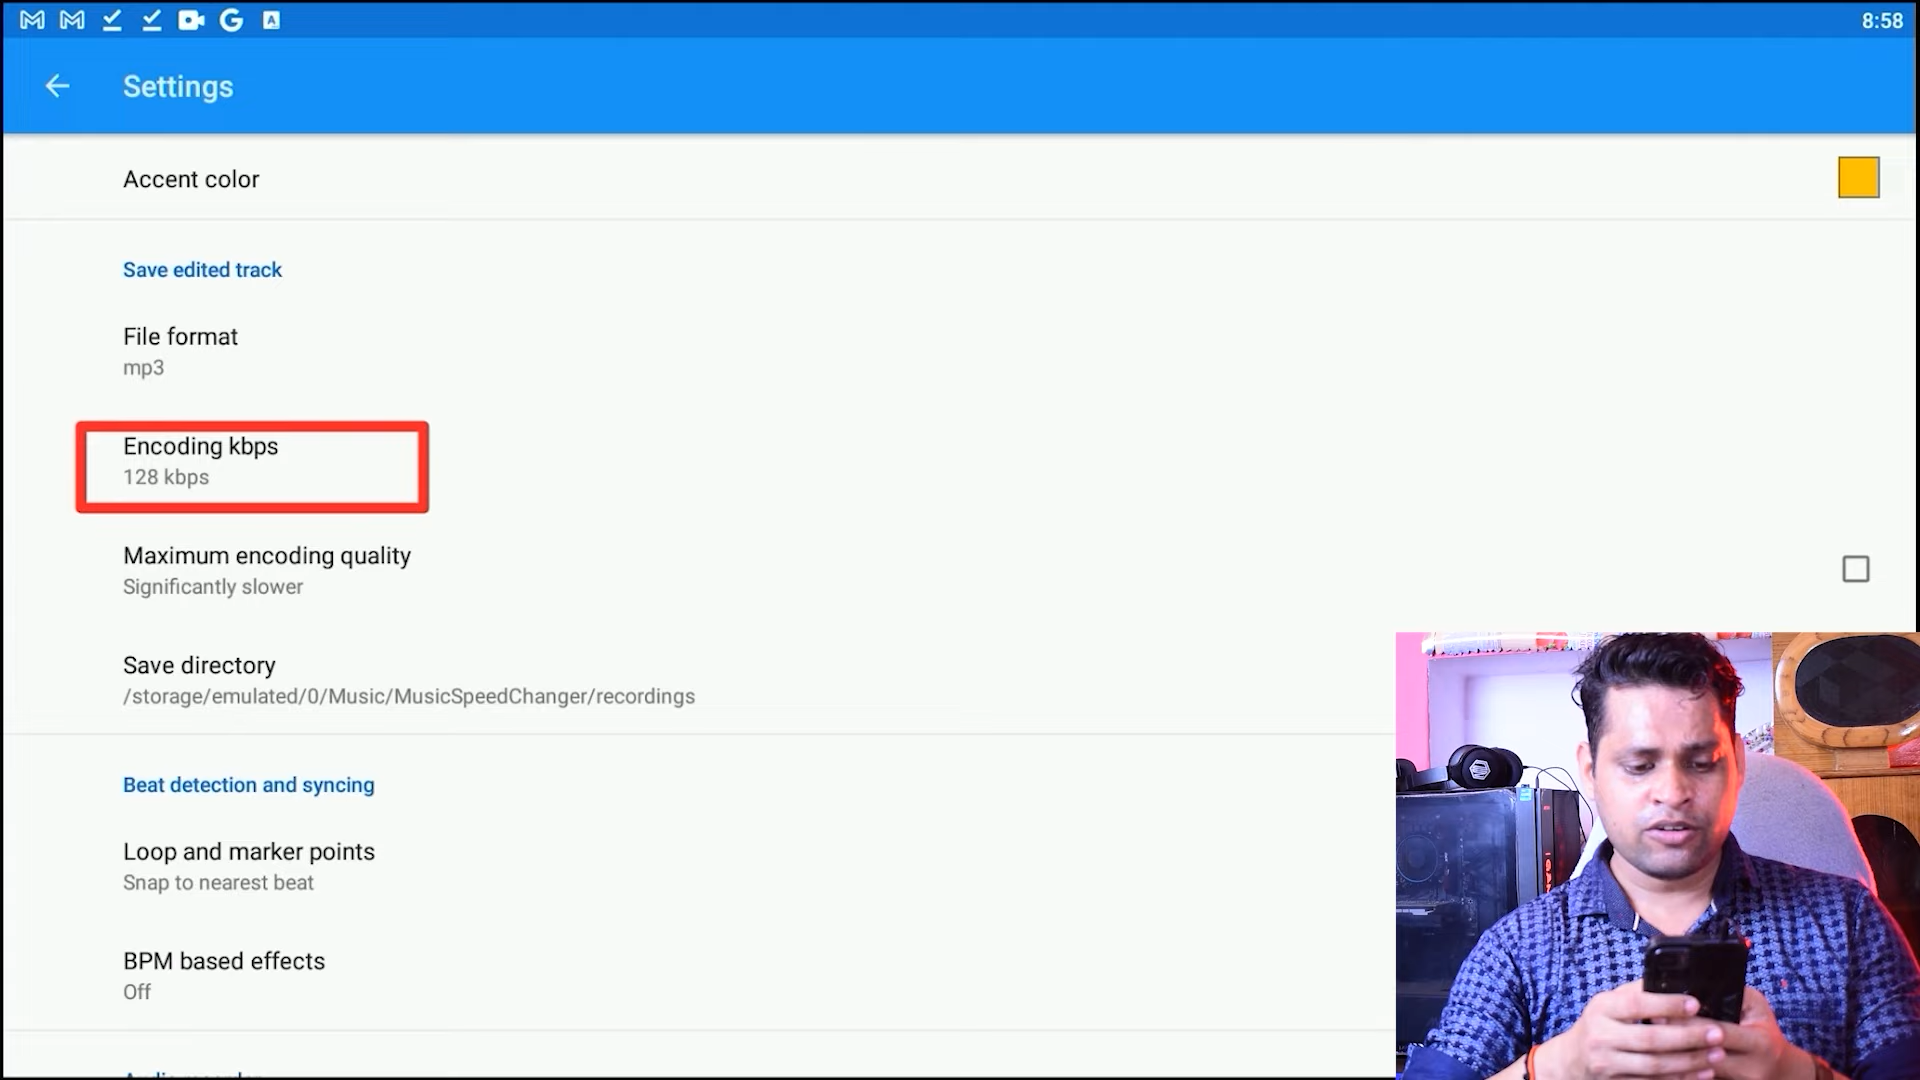 8:58
Settings
Accent color
Save edited track
File format
mp3
Encoding kbps
128 kbps
Maximum encoding quality
Significantly slower
Save directory
/storage/emulated/0/Music/MusicSpeedChanger/recordings
Beat detection and syncing
Loop and marker points
Snap to nearest beat
BPM based effects
Off